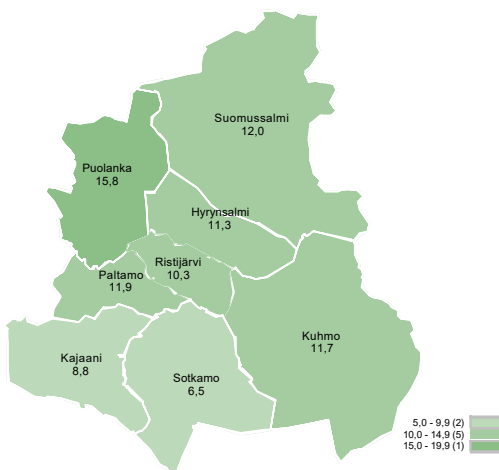 Suomussalmi
12,0
Puolanka
15,8
Hyrynsalmi
11,3
Ristijärvi
10,3
Paltamo
11,9
Kuhmo
11,7
Kajaani
8,8
Sotkamo
6,5
5,0 - 9,9 (2)
10,0 - 14,9 (5)
15,0 - 19,9 (1)